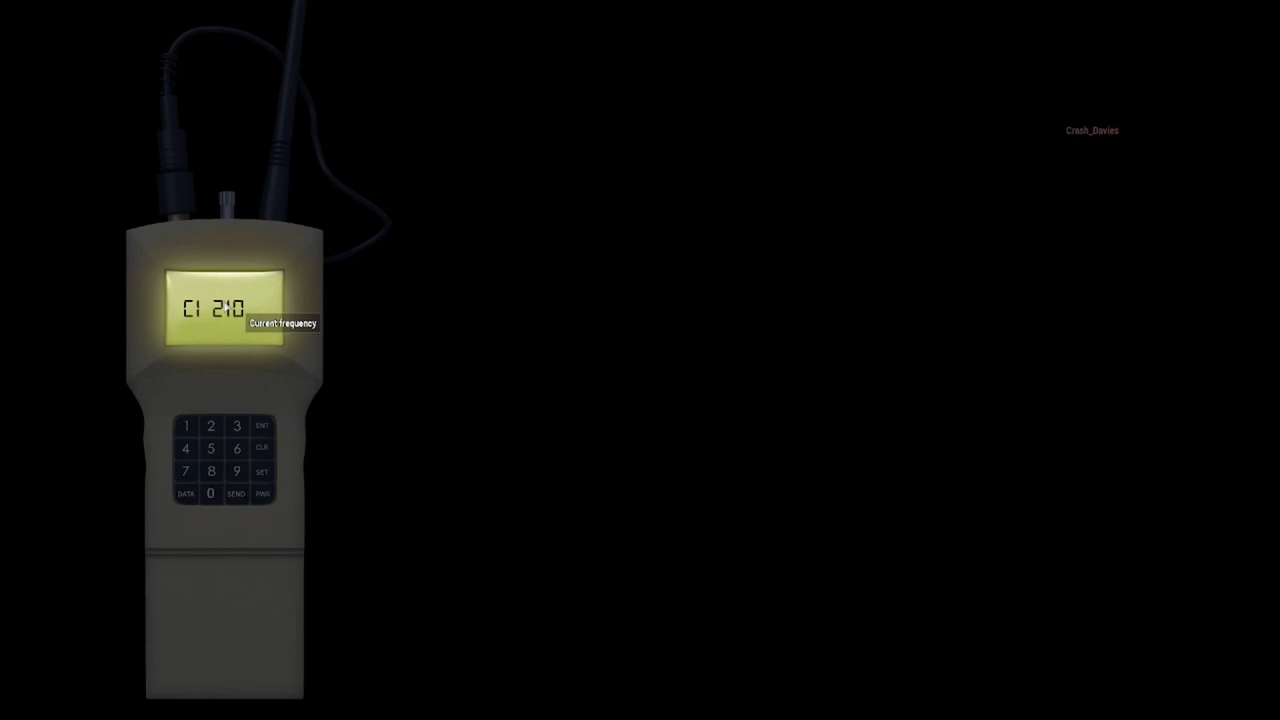 Crash_Davies
C1 210
Current frequency
1 2 3 ENT
4 5 6 CLR
7 8 9 SET
DATA 0 SEND PWR